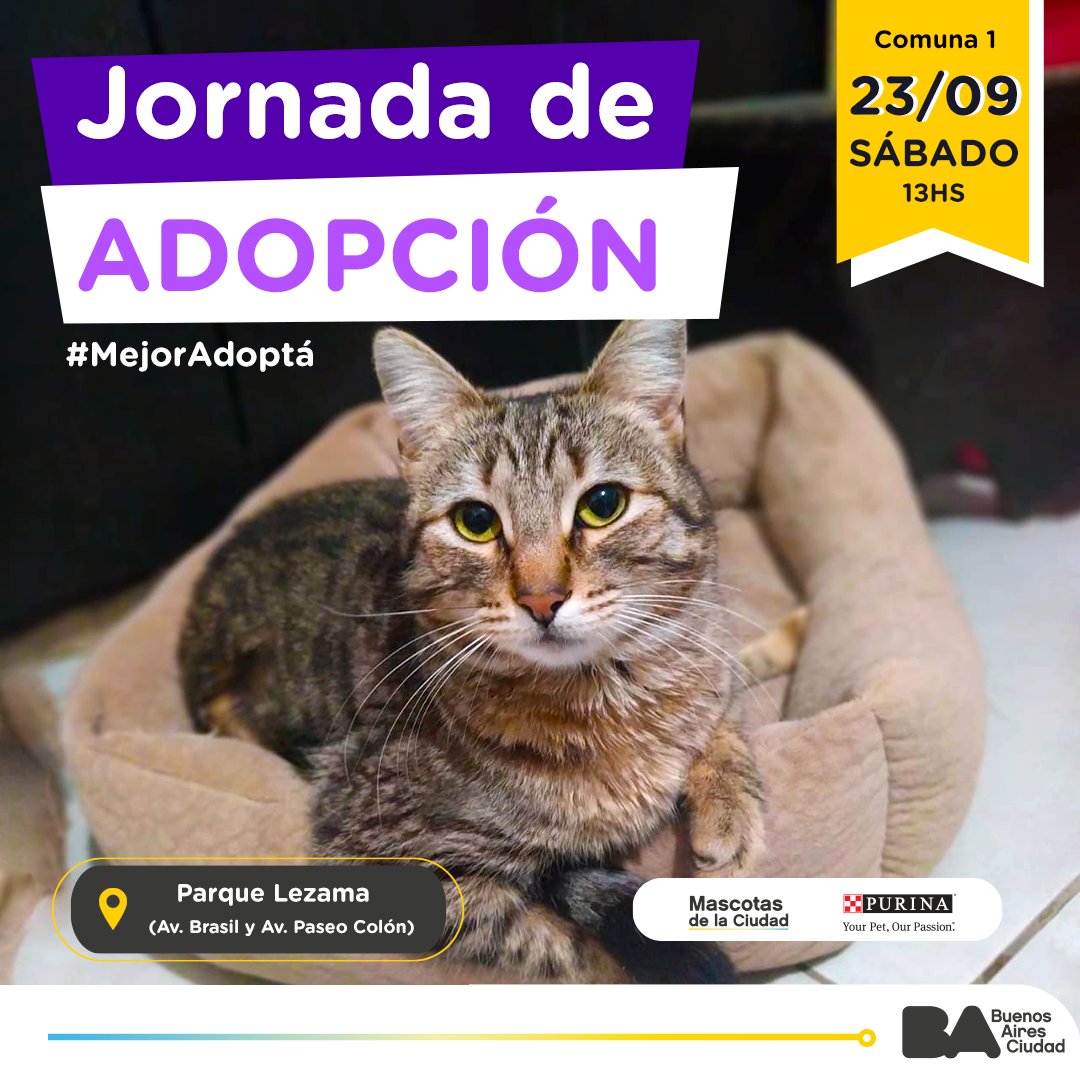 Jornada de
ADOPCIÓN
#MejorAdoptá
Comuna 1
23/09
SÁBADO
13HS
Parque Lezama
(Av. Brasil y Av. Paseo Colón)
Mascotas
de la Ciudad
PURINA
Your Pet, Our Passion.
BA
Buenos
Aires
Ciudad